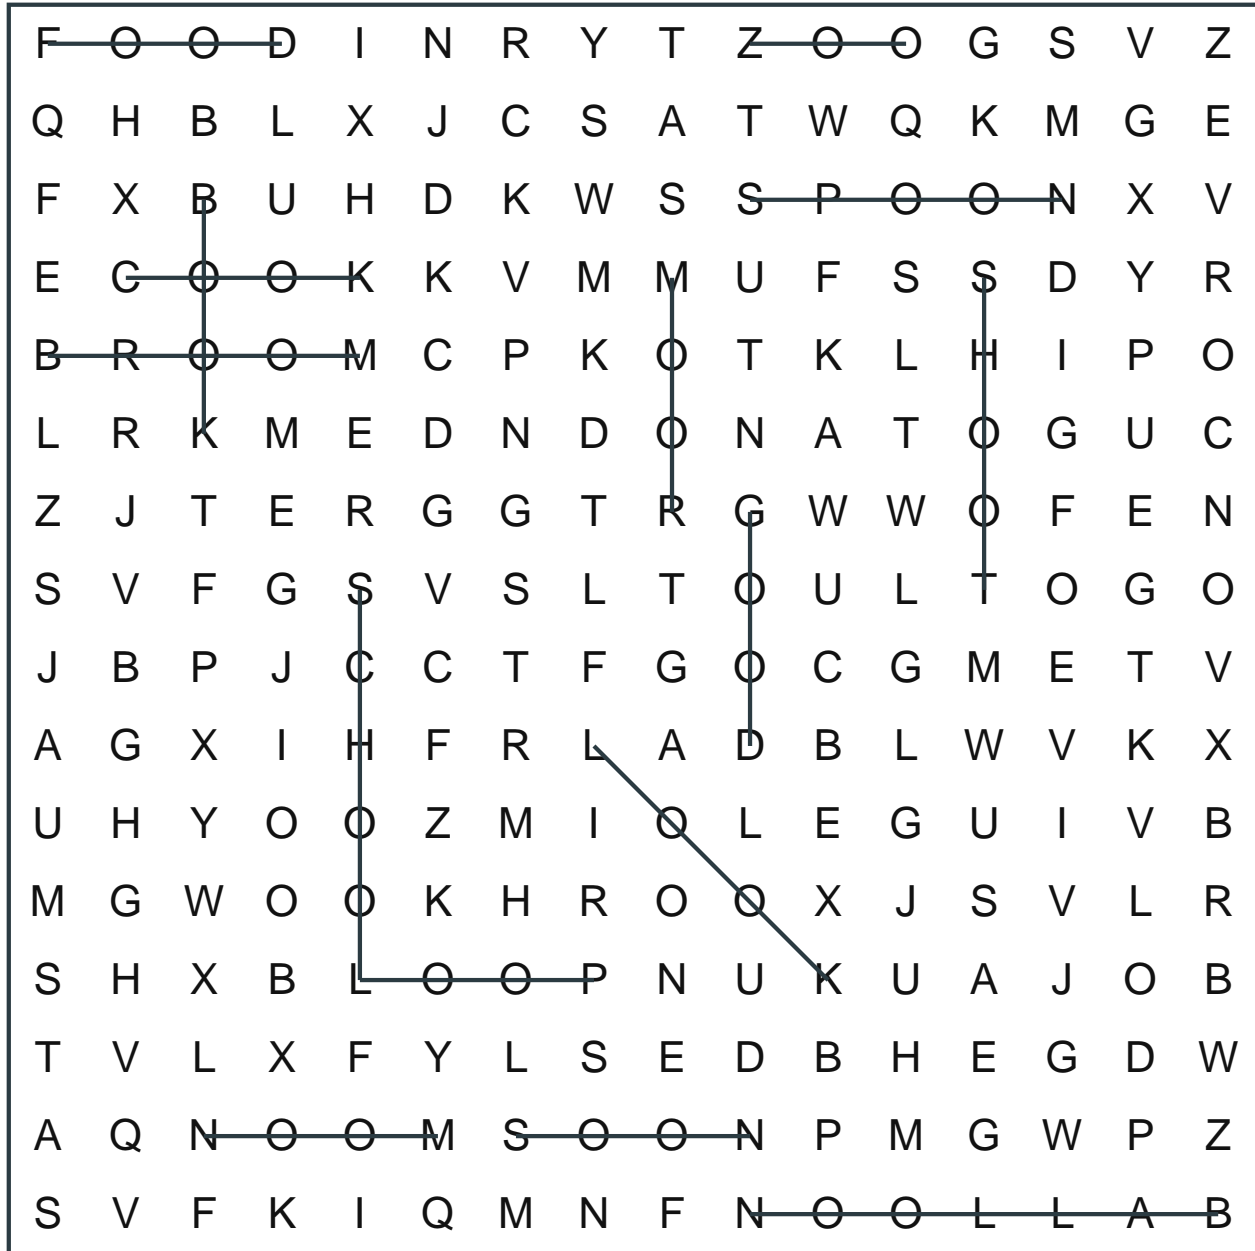 F O O D I N R Y T Z O O G S V Z
Q H B L X J C S A T W Q K M G E
F X B U H D K W S S P O O N X V
E C O O K K V M M U F S S D Y R
B R O O M C P K O T K L H I P O
L R K M E D N D O N A T O G U C
Z J T E R G G T R G W W O F E N
S V F G S V S L T O U L T O G O
J B P J C C T F G O C G M E T V
A G X I H F R L A D B L W V K X
U H Y O O Z M I O L E G U I V B
M G W O O K H R O O X J S V L R
S H X B L O O P N U K U A J O B
T V L X F Y L S E D B H E G D W
A Q N O O M S O O N P M G W P Z
S V F K I Q M N F N O O L L A B